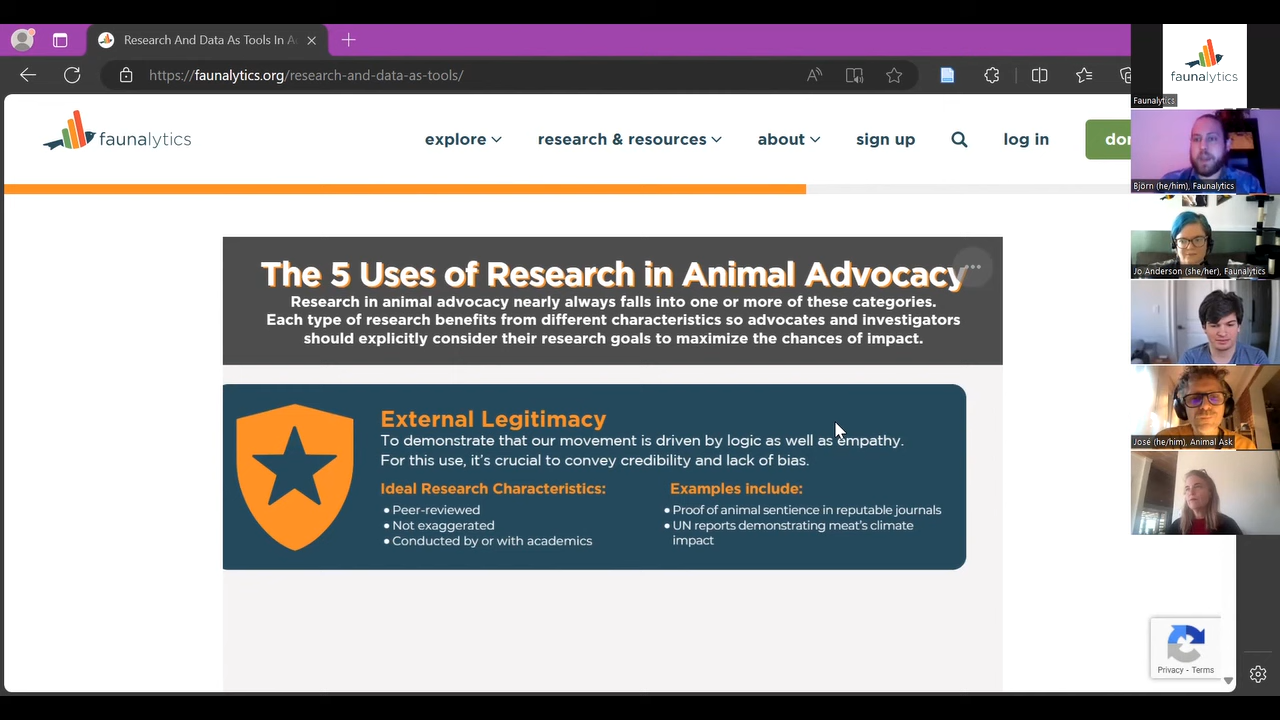 Research And Data As Tools In A
https://faunalytics.org/research-and-data-as-tools/
faunalytics
explore
research & resources
about
sign up
log in
don
The 5 Uses of Research in Animal Advocacy
Research in animal advocacy nearly always falls into one or more of these categories.
Each type of research benefits from different characteristics so advocates and investigators
should explicitly consider their research goals to maximize the chances of impact.
External Legitimacy
To demonstrate that our movement is driven by logic as well as empathy.
For this use, it's crucial to convey credibility and lack of bias.
Ideal Research Characteristics:
• Peer-reviewed
• Not exaggerated
• Conducted by or with academics
Examples include:
• Proof of animal sentience in reputable journals
• UN reports demonstrating meat's climate
impact
Privacy - Terms
faunalytics
Faunalytics
Björn (he/him), Faunalytics
Jo Anderson (she/her), Faunalytics
José (he/him), Animal Ask